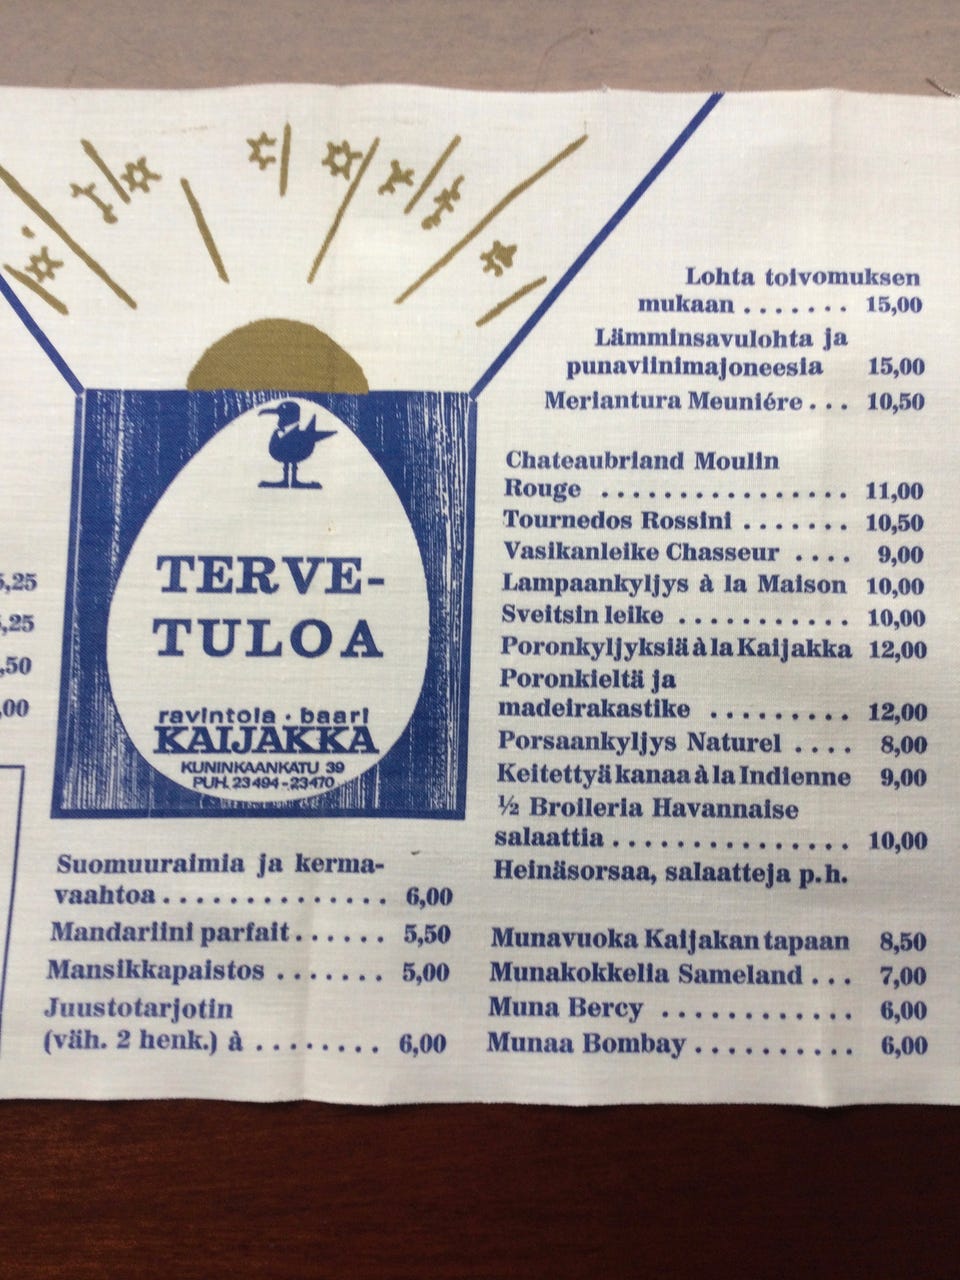 5,25
,25
,50
,00
TERVE-
TULOA
ravintola · baari
KAIJAKKA
KUNINKAANKATU 39
PUH. 23494-23470
Suomuuraimia ja kerma-
vaahtoa.............. 6,00
Mandariini parfait...... 5,50
Mansikkapaistos ....... 5,00
Juustotarjotin
(väh. 2 henk.) à ........ 6,00
Lohta toivomuksen
mukaan ....... 15,00
Lämminsavulohta ja
punaviinimajoneesia 15,00
Meriantura Meuniére... 10,50
Chateaubriand Moulin
Rouge ................ 11,00
Tournedos Rossini ....... 10,50
Vasikanleike Chasseur .... 9,00
Lampaankyljys à la Maison 10,00
Sveitsin leike ........... 10,00
Poronkyljyksiä à la Kaijakka 12,00
Poronkieltä ja
madeirakastike ......... 12,00
Porsaankyljys Naturel .... 8,00
Keitettyä kanaa à la Indienne 9,00
½ Broileria Havannaise
salaattia ............... 10,00
Heinäsorsaa, salaatteja p.h.
Munavuoka Kaijakan tapaan 8,50
Munakokkelia Sameland ... 7,00
Muna Bercy ............ 6,00
Munaa Bombay .......... 6,00